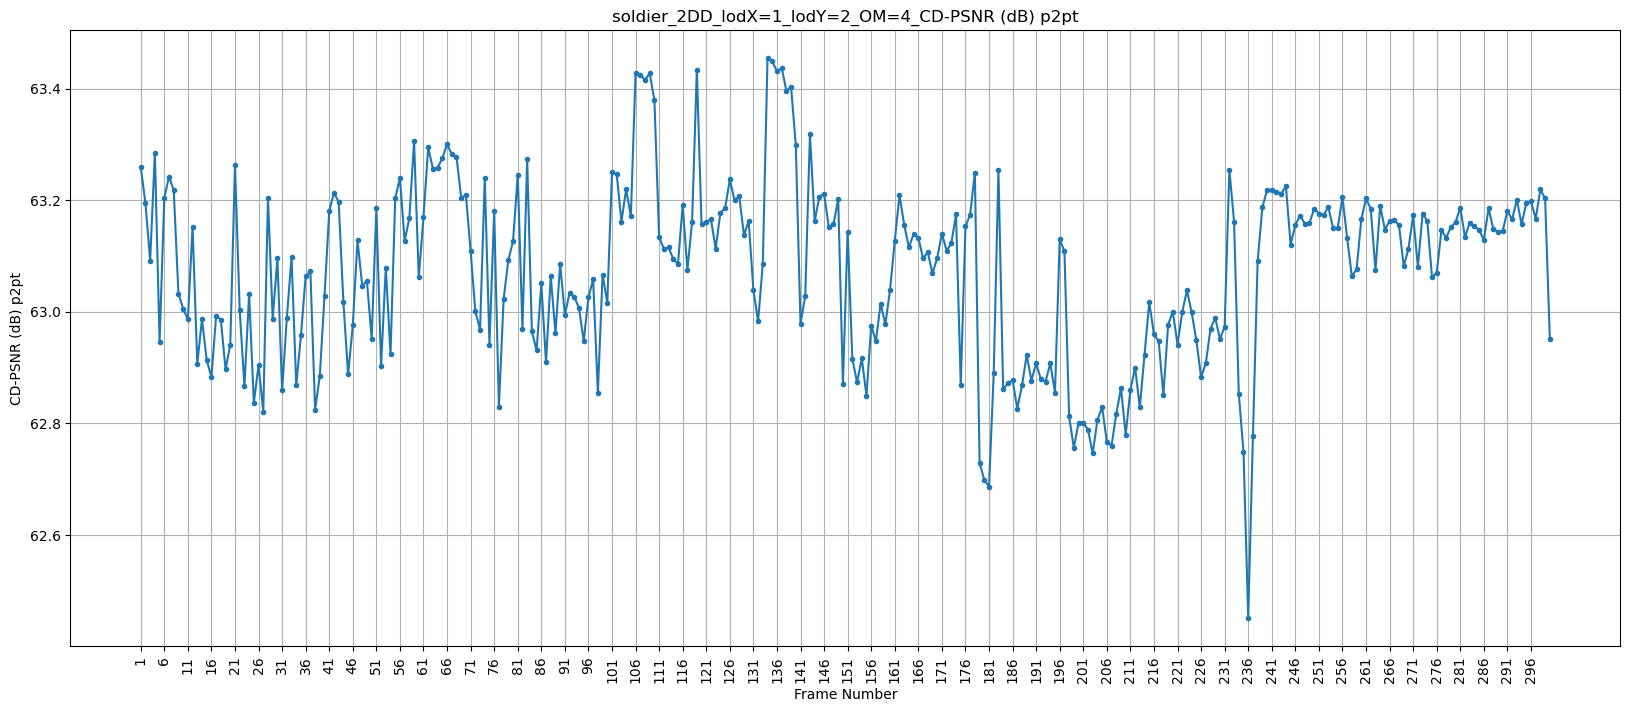 soldier_2DD_lodX=1_lodY=2_OM=4_CD-PSNR (dB) p2pt
CD-PSNR (dB) p2pt
63.4
63.2
63.0
62.8
62.6
1 6 11 16 21 26 31 36 41 46 51 56 61 66 71 76 81 86 91 96 101 106 111 116 121 126 131 136 141 146 151 156 161 166 171 176 181 186 191 196 201 206 211 216 221 226 231 236 241 246 251 256 261 266 271 276 281 286 291 296
Frame Number